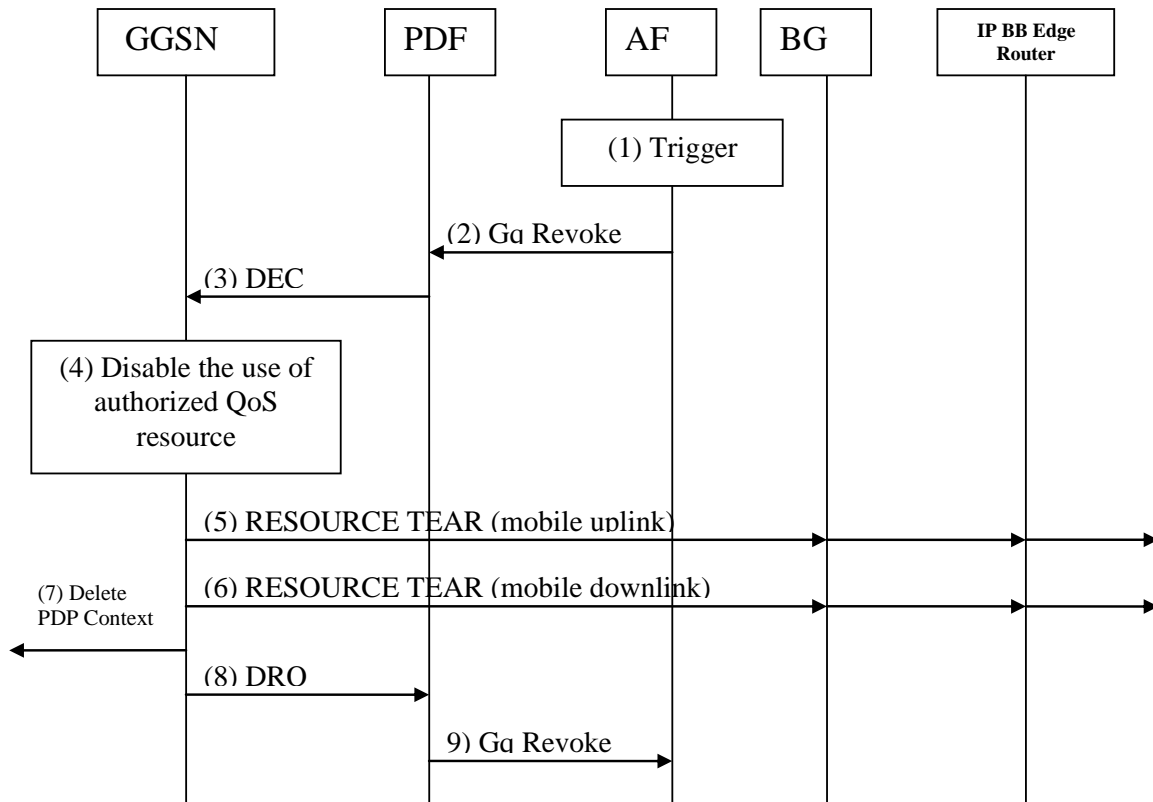 GGSN
PDF
AF
BG
IP BB Edge
Router
(1) Trigger
(2) Gq Revoke
(3) DEC
(4) Disable the use of
authorized QoS
resource
(5) RESOURCE TEAR (mobile uplink)
(6) RESOURCE TEAR (mobile downlink)
(7) Delete
PDP Context
(8) DRQ
9) Gq Revoke